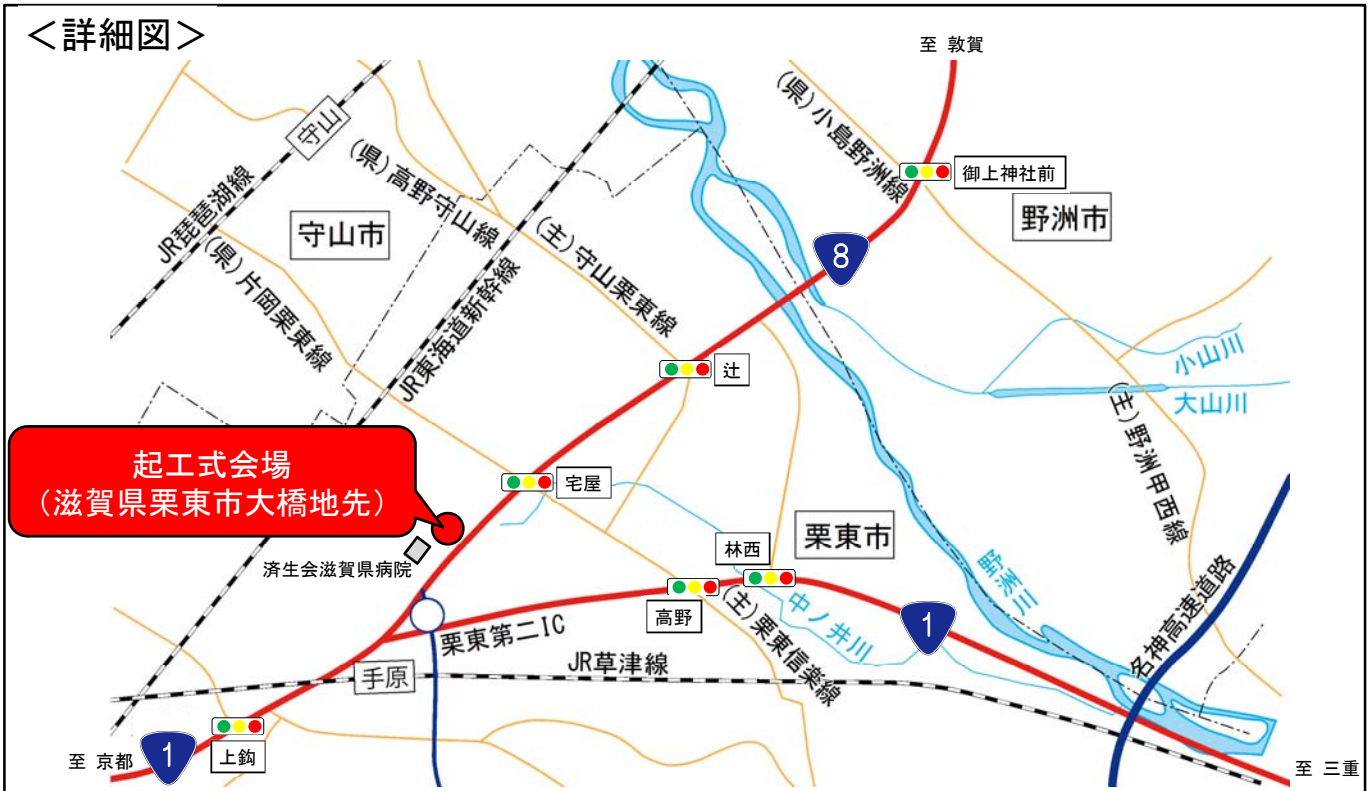 ＜詳細図＞
至 敦賀
守山
(県)小島野洲線
(県)高野守山線
御上神社前
JR琵琶湖線
守山市
野洲市
(県)片岡栗東線
(主)守山栗東線
8
JR東海道新幹線
辻
小山川
大山川
(主)野洲甲西線
起工式会場
(滋賀県栗東市大橋地先)
宅屋
栗東市
林西
済生会滋賀県病院
野洲川
高野
(主)栗東信楽線
中ノ井川
1
名神高速道路
栗東第二IC
JR草津線
手原
上鈎
至 京都
1
至 三重